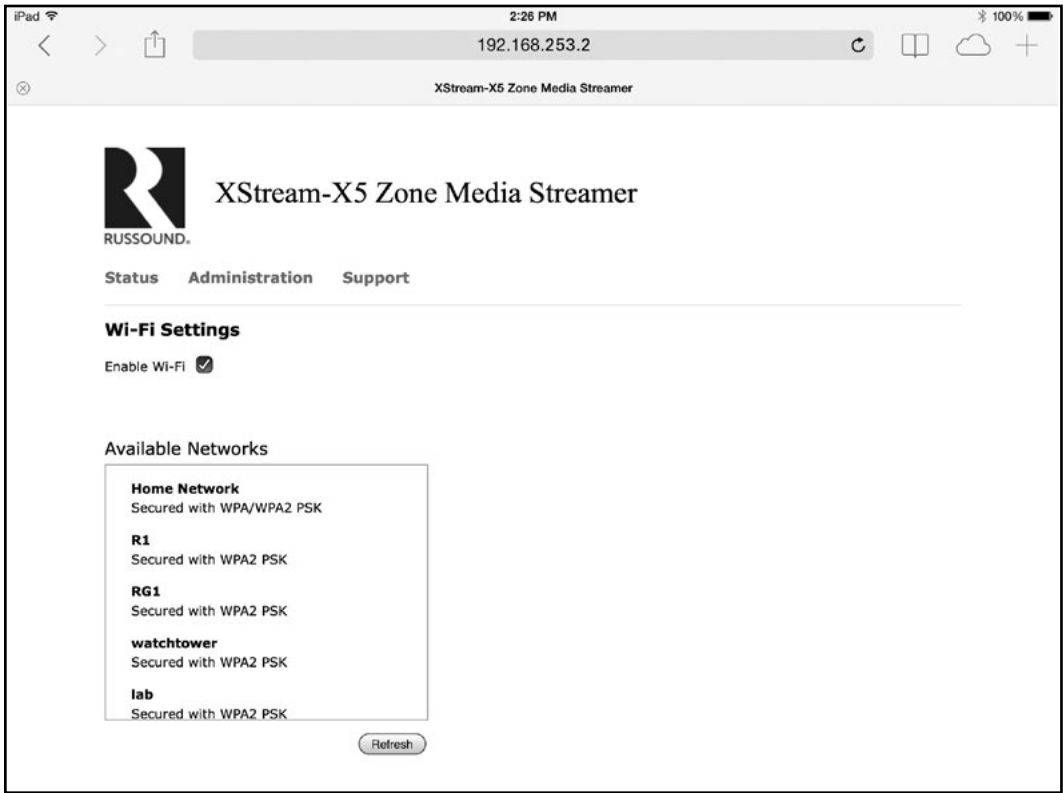 iPad 2:26 PM 100%
192.168.253.2
XStream-X5 Zone Media Streamer
XStream-X5 Zone Media Streamer
RUSSOUND®
Status Administration Support
Wi-Fi Settings
Enable Wi-Fi
Available Networks
Home Network
Secured with WPA/WPA2 PSK
R1
Secured with WPA2 PSK
RG1
Secured with WPA2 PSK
watchtower
Secured with WPA2 PSK
lab
Secured with WPA2 PSK
Refresh